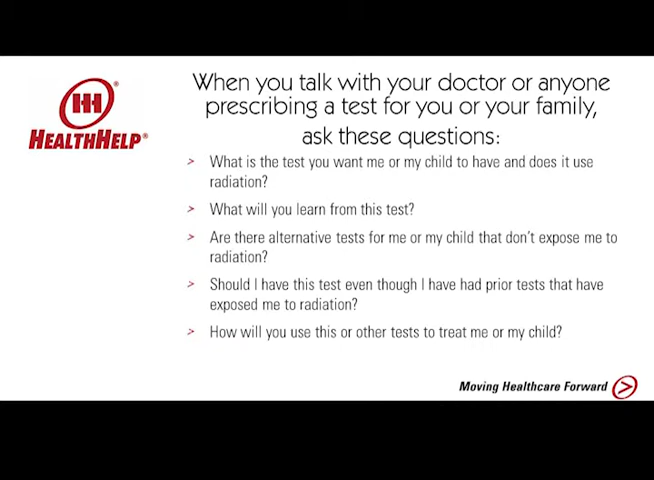 When you talk with your doctor or anyone
prescribing a test for you or your family,
ask these questions:
HEALTHHELP®
> What is the test you want me or my child to have and does it use
radiation?
> What will you learn from this test?
> Are there alternative tests for me or my child that don't expose me to
radiation?
> Should I have this test even though I have had prior tests that have
exposed me to radiation?
> How will you use this or other tests to treat me or my child?
Moving Healthcare Forward >